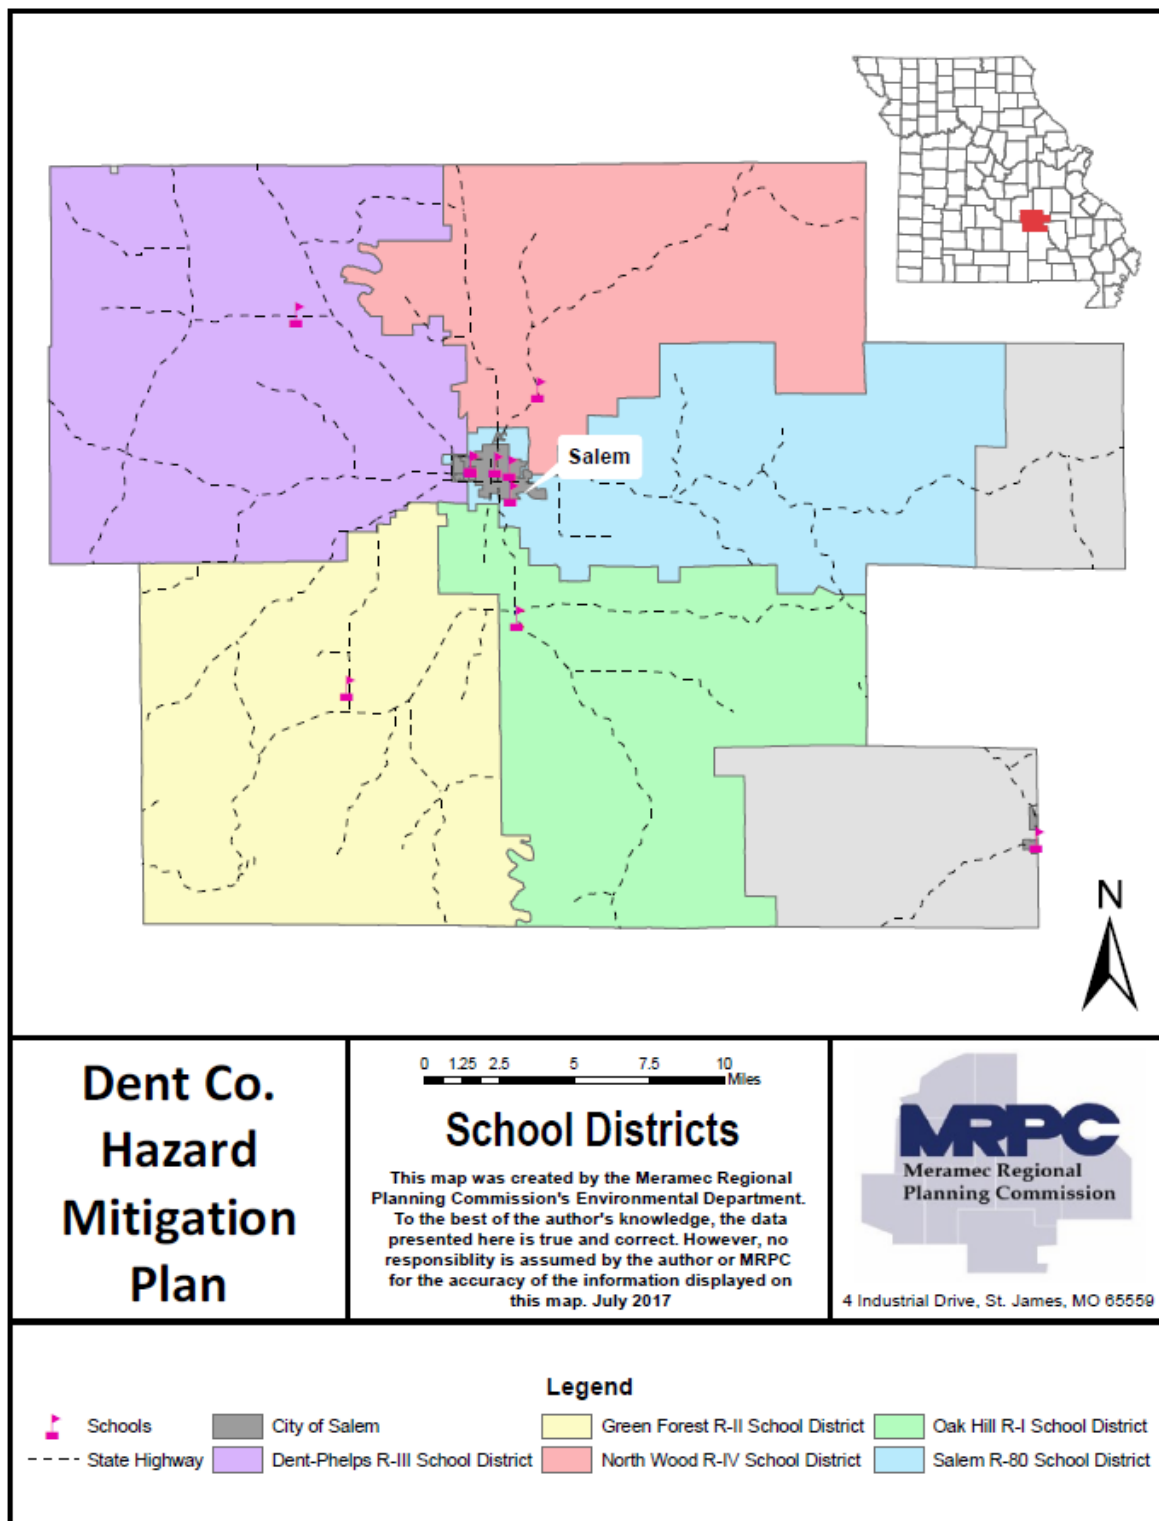 Salem
N
Dent Co.
Hazard
Mitigation
Plan
0 1.25 2.5 5 7.5 10
Miles
School Districts
This map was created by the Meramec Regional
Planning Commission's Environmental Department.
To the best of the author's knowledge, the data
presented here is true and correct. However, no
responsiblity is assumed by the author or MRPC
for the accuracy of the information displayed on
this map. July 2017
MRPC
Meramec Regional
Planning Commission
4 Industrial Drive, St. James, MO 65559
Legend
Schools
City of Salem
Green Forest R-II School District
Oak Hill R-I School District
State Highway
Dent-Phelps R-III School District
North Wood R-IV School District
Salem R-80 School District